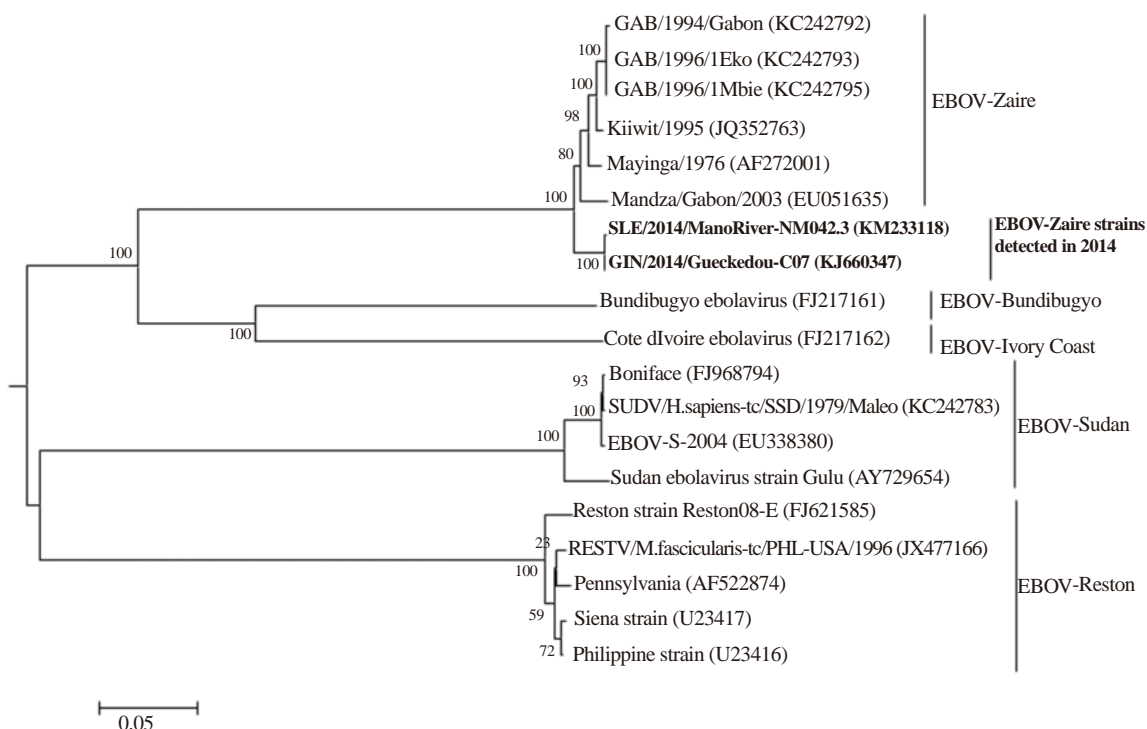 GAB/1994/Gabon (KC242792)
100
GAB/1996/1Eko (KC242793)
100
GAB/1996/1Mbie (KC242795)
EBOV-Zaire
98
Kiiwit/1995 (JQ352763)
80
Mayinga/1976 (AF272001)
100
Mandza/Gabon/2003 (EU051635)
SLE/2014/ManoRiver-NM042.3 (KM233118)
EBOV-Zaire strains
detected in 2014
100
100
GIN/2014/Gueckedou-C07 (KJ660347)
Bundibugyo ebolavirus (FJ217161)
EBOV-Bundibugyo
100
Cote dIvoire ebolavirus (FJ217162)
EBOV-Ivory Coast
93
Boniface (FJ968794)
100
SUDV/H.sapiens-tc/SSD/1979/Maleo (KC242783)
EBOV-Sudan
100
EBOV-S-2004 (EU338380)
Sudan ebolavirus strain Gulu (AY729654)
Reston strain Reston08-E (FJ621585)
23
RESTV/M.fascicularis-tc/PHL-USA/1996 (JX477166)
100
Pennsylvania (AF522874)
EBOV-Reston
59
Siena strain (U23417)
72
Philippine strain (U23416)
0.05